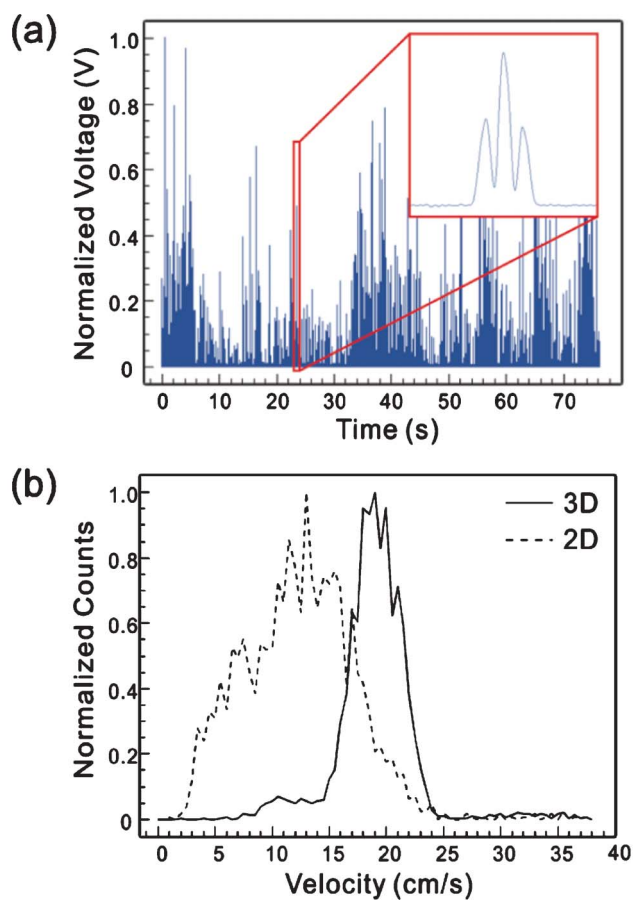 (a)
Normalized Voltage (V)
1.0
0.8
0.6
0.4
0.2
0
0 10 20 30 40 50 60 70
Time (s)
(b)
Normalized Counts
1.0
0.8
0.6
0.4
0.2
0
3D
2D
0 5 10 15 20 25 30 35 40
Velocity (cm/s)